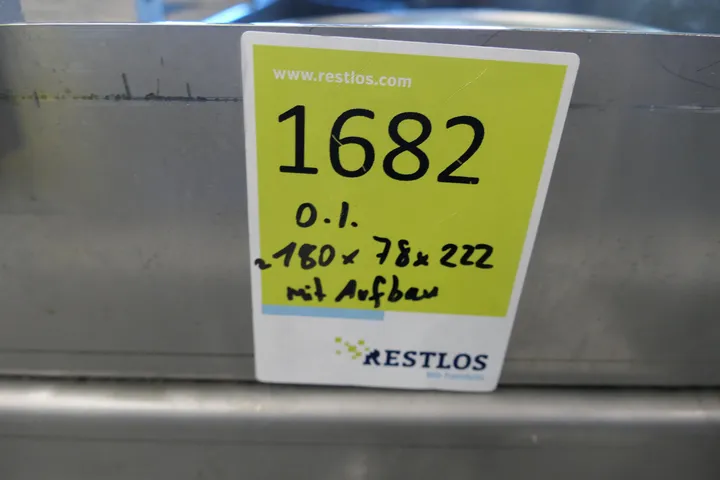 www.restlos.com
1682
O.I.
~180 x 78 x 222
mit Aufbau
RESTLOS